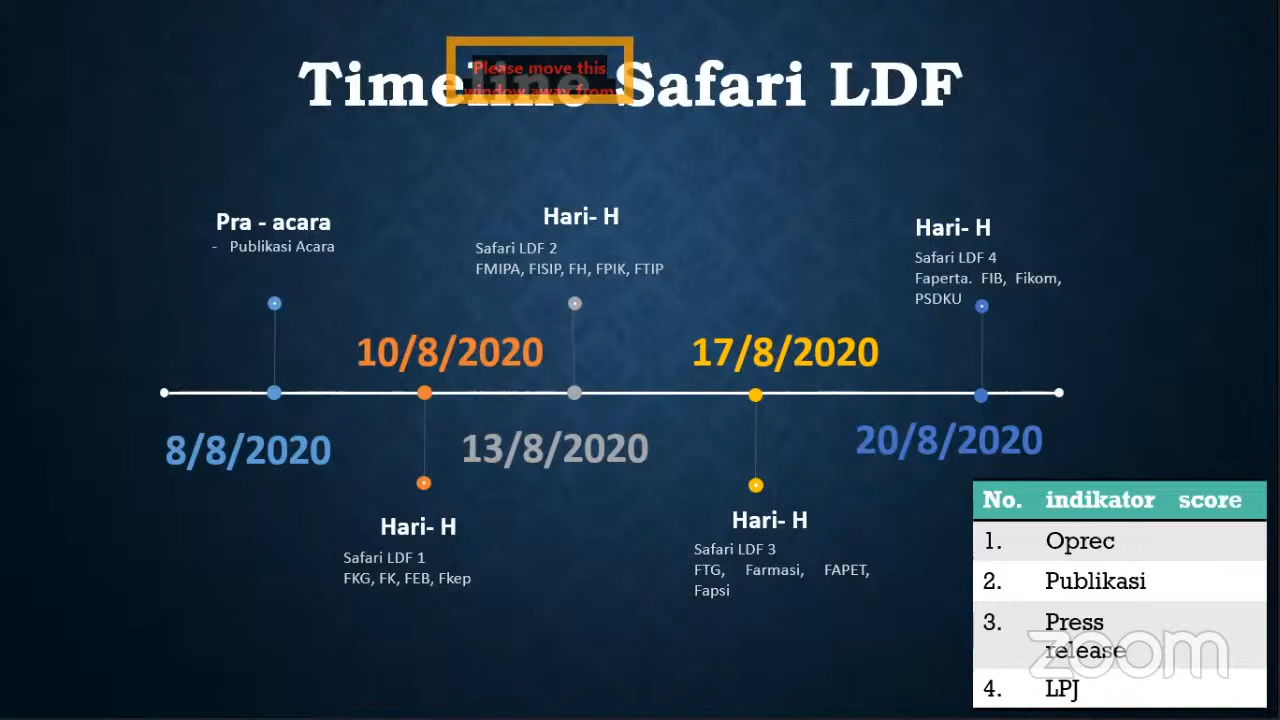 Timeline Safari LDF
Please move this
window away from
Pra - acara
- Publikasi Acara
Hari- H
Safari LDF 2
FMIPA, FISIP, FH, FPIK, FTIP
Hari- H
Safari LDF 4
Faperta. FIB, Fikom,
PSDKU
10/8/2020
17/8/2020
8/8/2020
13/8/2020
20/8/2020
Hari- H
Safari LDF 1
FKG, FK, FEB, Fkep
Hari- H
Safari LDF 3
FTG, Farmasi, FAPET,
Fapsi
No. indikator score
1. Oprec
2. Publikasi
3. Press
release
4. LPJ
zoom